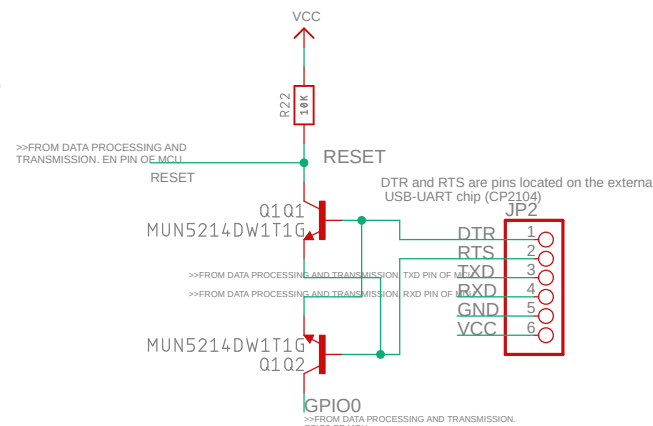 VCC
R22
10K
>>FROM DATA PROCESSING AND
TRANSMISSION. EN PIN OF MCU.
RESET
RESET
DTR and RTS are pins located on the externa
USB-UART chip (CP2104)
JP2
Q1Q1
MUN5214DW1T1G
DTR 1
RTS 2
>>FROM DATA PROCESSING AND TRANSMISSION. TXD PIN OF MCU
TXD 3
>>FROM DATA PROCESSING AND TRANSMISSION. RXD PIN OF MCU
RXD 4
GND 5
VCC 6
MUN5214DW1T1G
Q1Q2
GPIO0
>>FROM DATA PROCESSING AND TRANSMISSION.